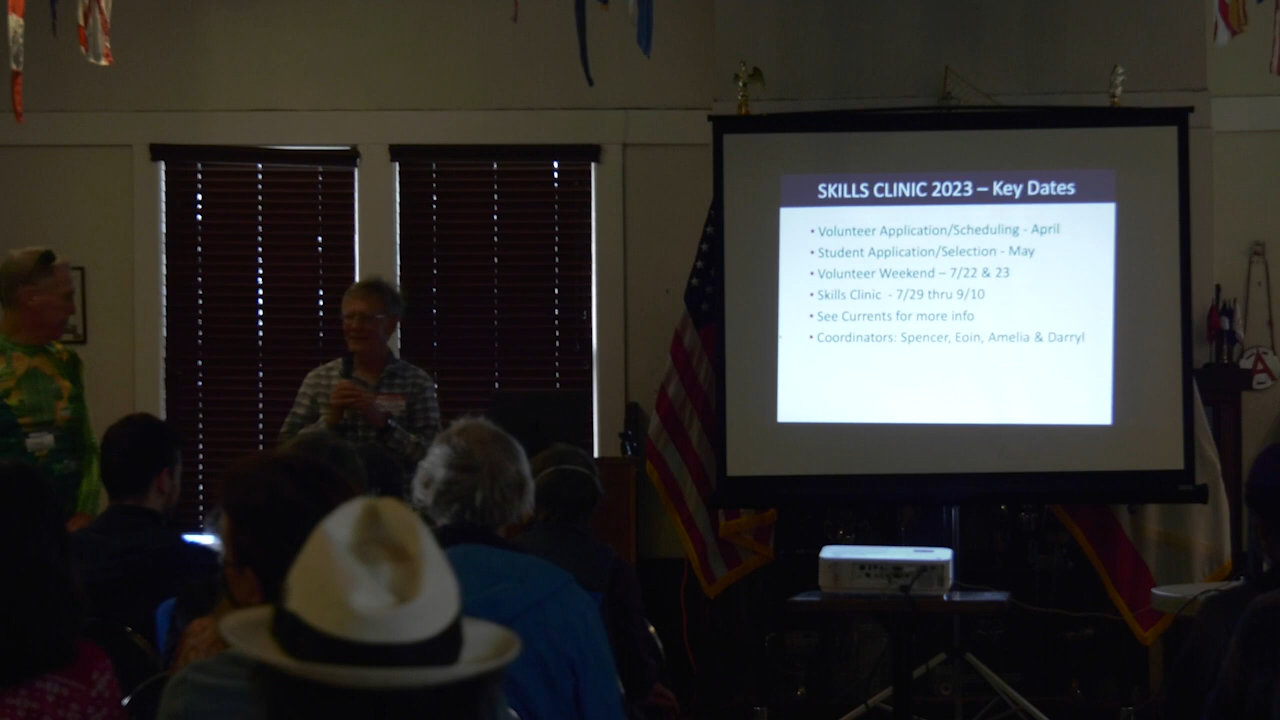 SKILLS CLINIC 2023 – Key Dates
• Volunteer Application/Scheduling - April
• Student Application/Selection - May
• Volunteer Weekend – 7/22 & 23
• Skills Clinic - 7/29 thru 9/10
• See Currents for more info
• Coordinators: Spencer, Eoin, Amelia & Darryl
A